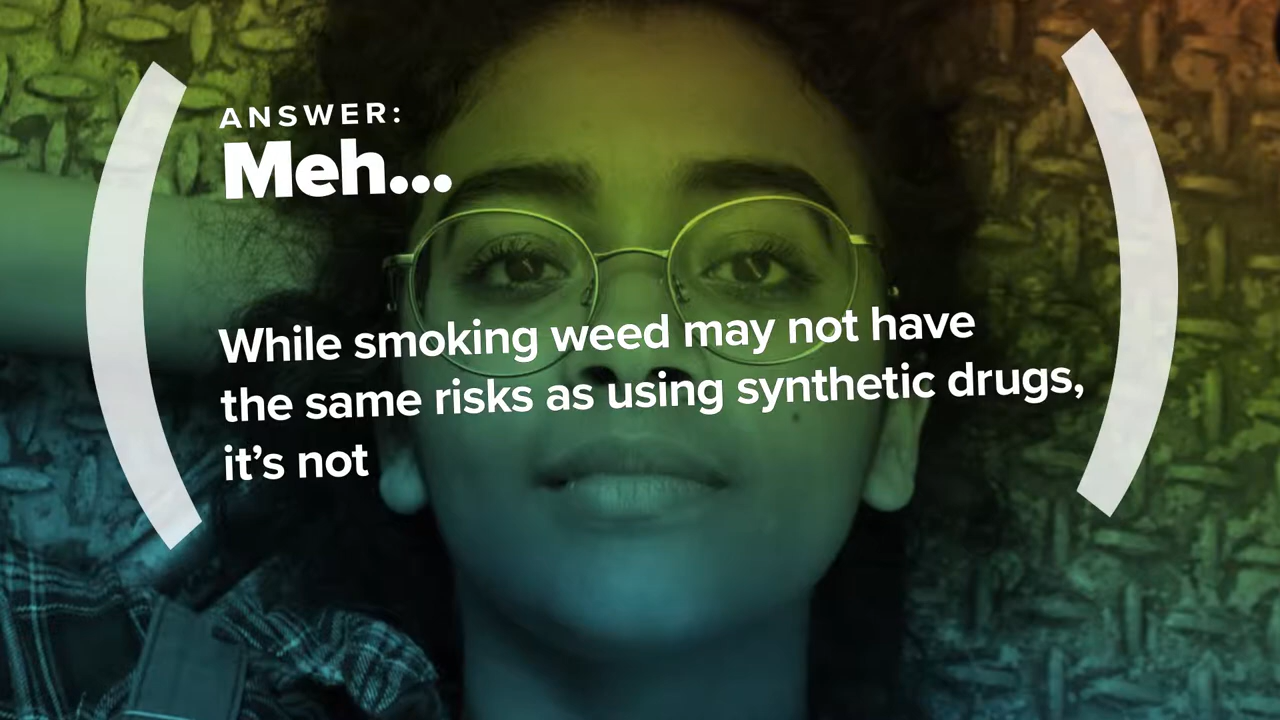 ANSWER:
Meh...
While smoking weed may not have
the same risks as using synthetic drugs,
it’s not